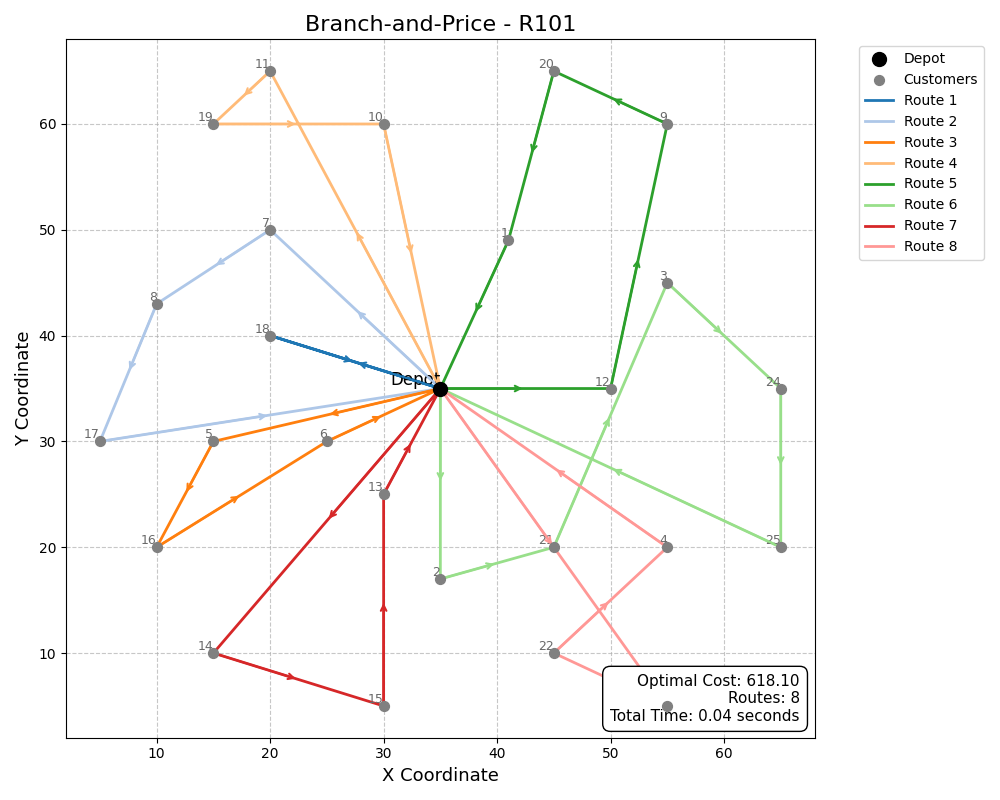 Branch-and-Price - R101
Depot
Customers
Route 1
Route 2
Route 3
Route 4
Route 5
Route 6
Route 7
Route 8
11
20
19
10
9
7
1
3
8
18
Depot
12
24
17
5
6
13
16
21
4
25
2
14
22
15
Optimal Cost: 618.10
Routes: 8
Total Time: 0.04 seconds
60
50
40
30
20
10
Y Coordinate
10
20
30
40
50
60
X Coordinate